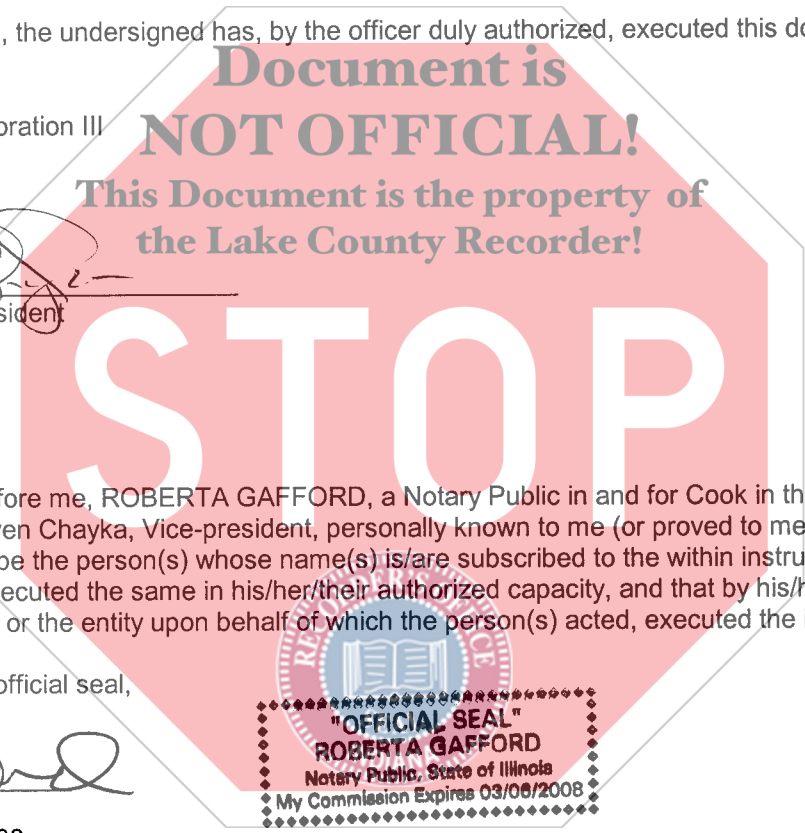 , the undersigned has, by the officer duly authorized, executed this do
Document is
oration III
NOT OFFICIAL!
This Document is the property of
the Lake County Recorder!
sident
STOP
fore me, ROBERTA GAFFORD, a Notary Public in and for Cook in th
ven Chayka, Vice-president, personally known to me (or proved to me
be the person(s) whose name(s) is/are subscribed to the within instru
ecuted the same in his/her/their authorized capacity, and that by his/h
or the entity upon behalf of which the person(s) acted, executed the
RECORDER'S OFFICE
official seal,
"OFFICIAL SEAL"
ROBERTA GAFFORD
Notary Public, State of Illinois
My Commission Expires 03/06/2008